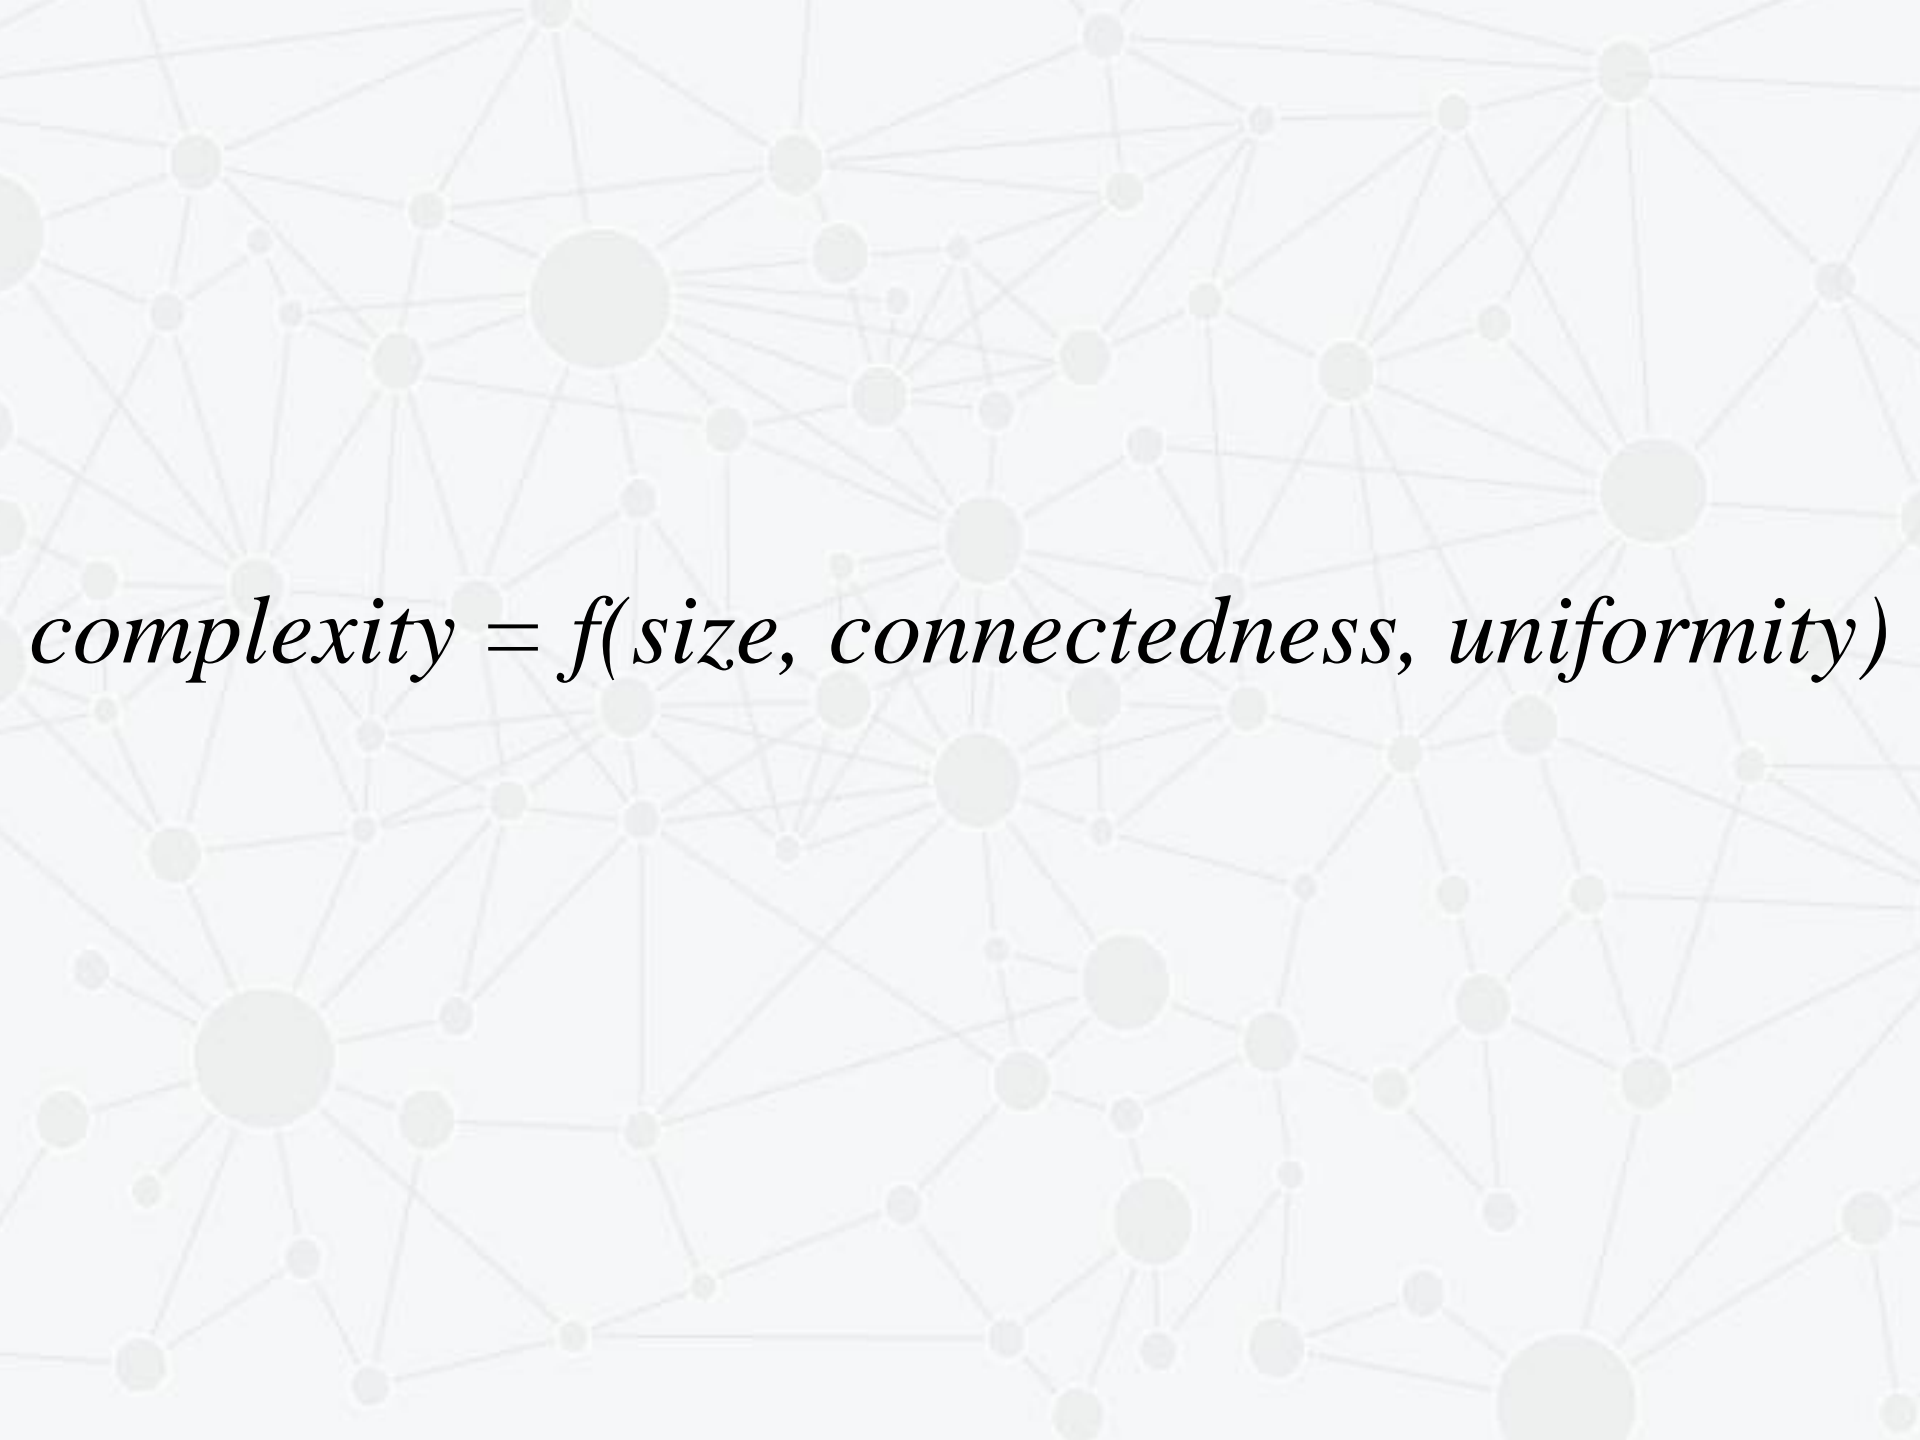 complexity = f(size, connectedness, uniformity)